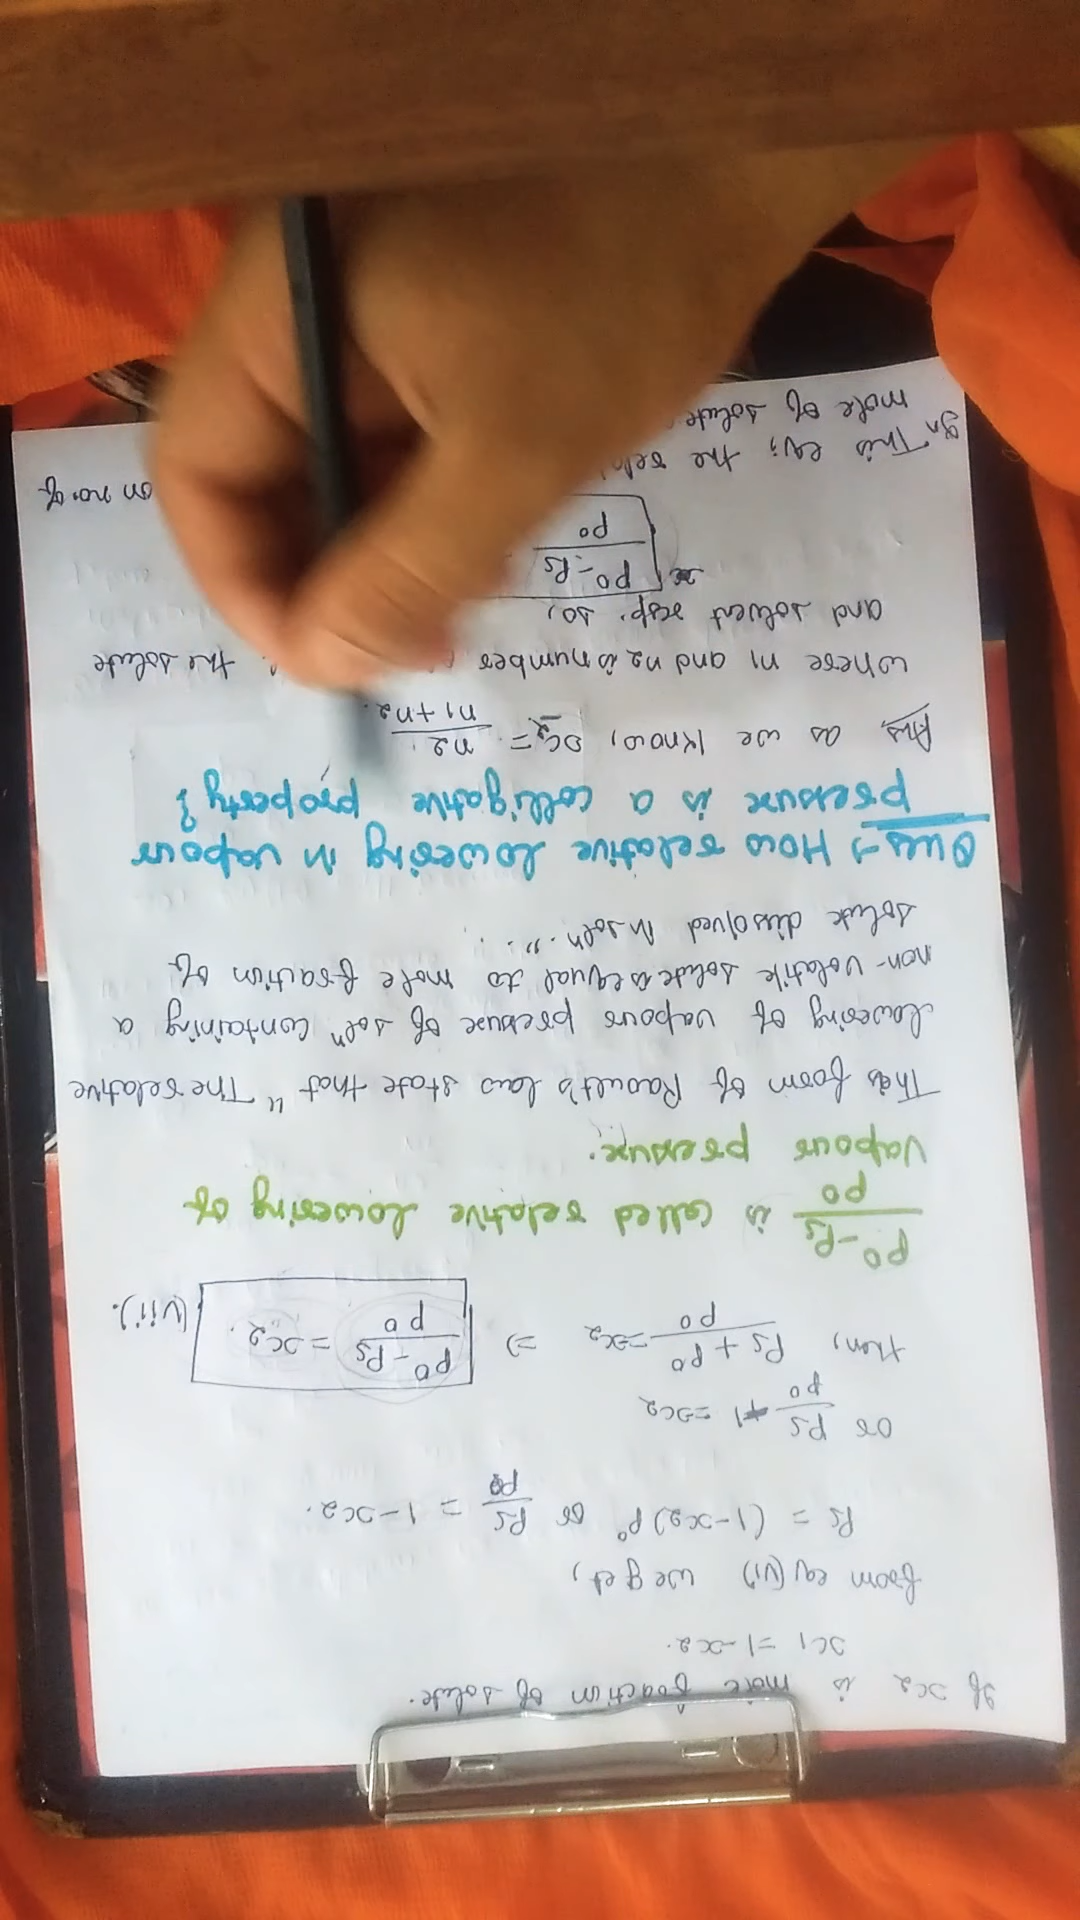 If x2 is mole fraction of solute.
x1 = 1-x2.
from eq (vi) we get,
Ps = (1-x2) P° or Ps/P° = 1-x2.
or Ps/P° + 1 = x2
then, Ps + P°/P° = x2 ⇒ P°-Ps/P° = x2. (vii).
P°-Ps/P° is called relative lowering of
vapour pressure.
This form of Raoult's law state that "The relative
lowering of vapour pressure of solⁿ containing a
non-volatile solute is equal to mole fraction of
solute dissolved in solⁿ."
Ques → How relative lowering in vapour
pressure is a colligative property?
Ans as we know, x2 = n2/n1+n2.
where n1 and n2 is number the solute
and solvent resp. so,
P°-Ps/P°
In This eq; the on no. of
mole of solute